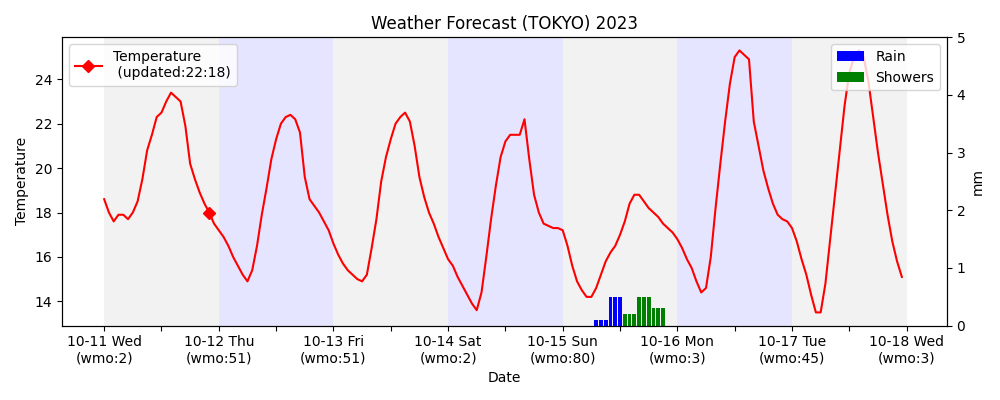 Weather Forecast (TOKYO) 2023
Temperature
(updated:22:18)
Rain
Showers
Temperature
24
22
20
18
16
14
5
4
3
2
1
0
mm
10-11 Wed
(wmo:2)
10-12 Thu
(wmo:51)
10-13 Fri
(wmo:51)
10-14 Sat
(wmo:2)
10-15 Sun
(wmo:80)
10-16 Mon
(wmo:3)
10-17 Tue
(wmo:45)
10-18 Wed
(wmo:3)
Date